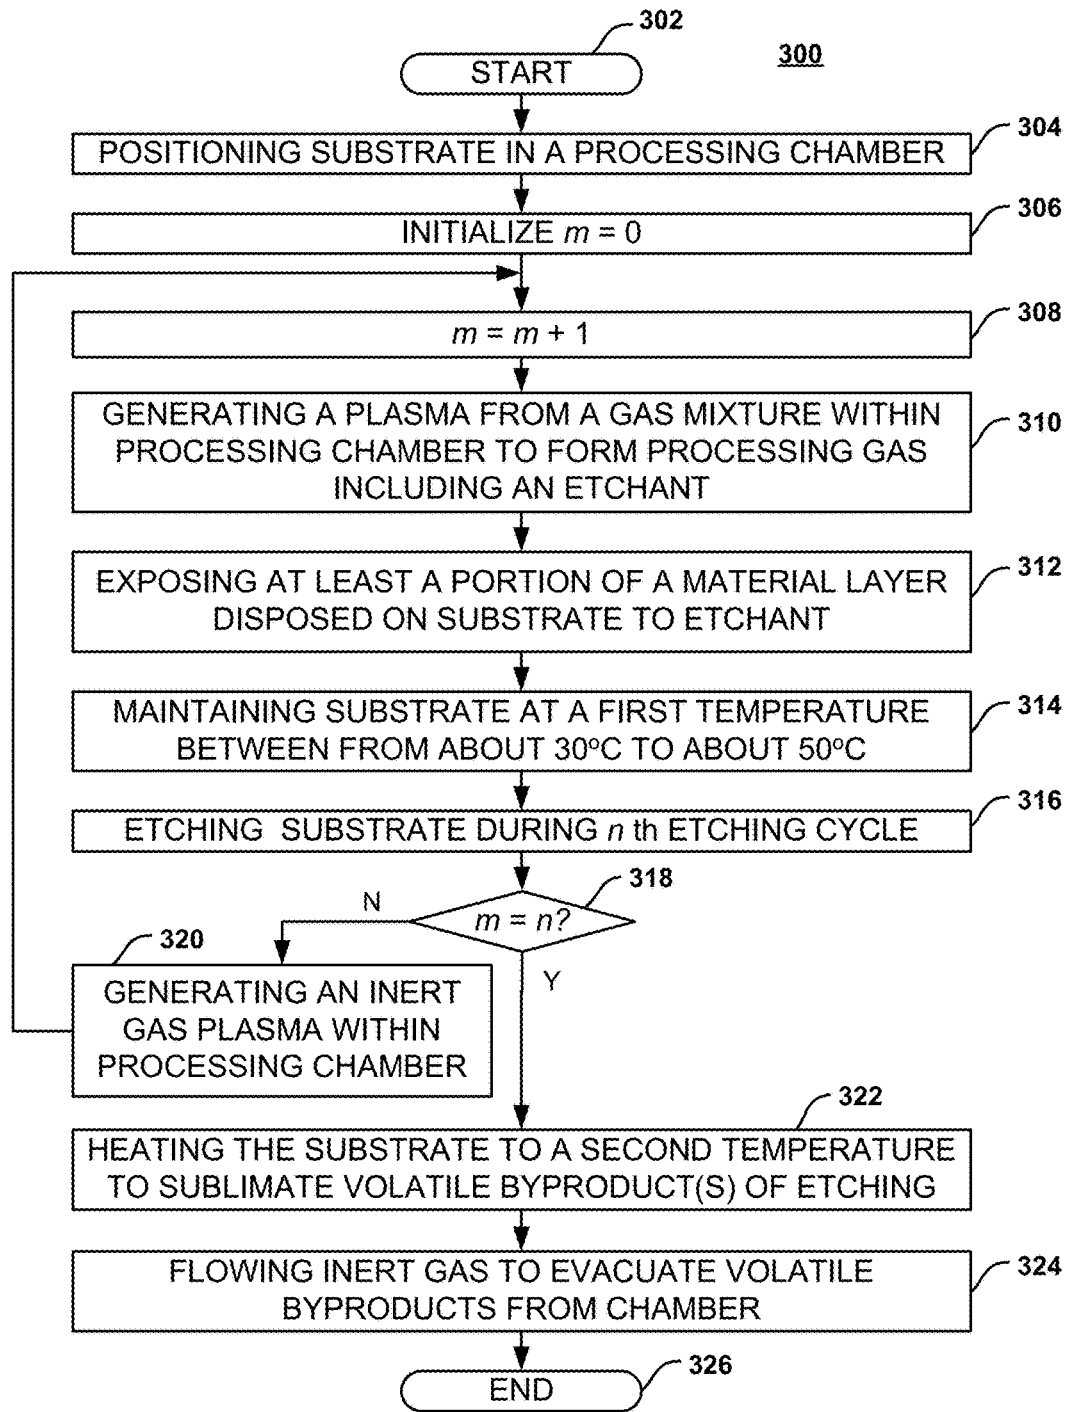 302
300
START
304
POSITIONING SUBSTRATE IN A PROCESSING CHAMBER
306
INITIALIZE m = 0
308
m = m + 1
310
GENERATING A PLASMA FROM A GAS MIXTURE WITHIN
PROCESSING CHAMBER TO FORM PROCESSING GAS
INCLUDING AN ETCHANT
312
EXPOSING AT LEAST A PORTION OF A MATERIAL LAYER
DISPOSED ON SUBSTRATE TO ETCHANT
314
MAINTAINING SUBSTRATE AT A FIRST TEMPERATURE
BETWEEN FROM ABOUT 30°C TO ABOUT 50°C
316
ETCHING SUBSTRATE DURING n th ETCHING CYCLE
318
m = n?
N
Y
320
GENERATING AN INERT
GAS PLASMA WITHIN
PROCESSING CHAMBER
322
HEATING THE SUBSTRATE TO A SECOND TEMPERATURE
TO SUBLIMATE VOLATILE BYPRODUCT(S) OF ETCHING
324
FLOWING INERT GAS TO EVACUATE VOLATILE
BYPRODUCTS FROM CHAMBER
326
END